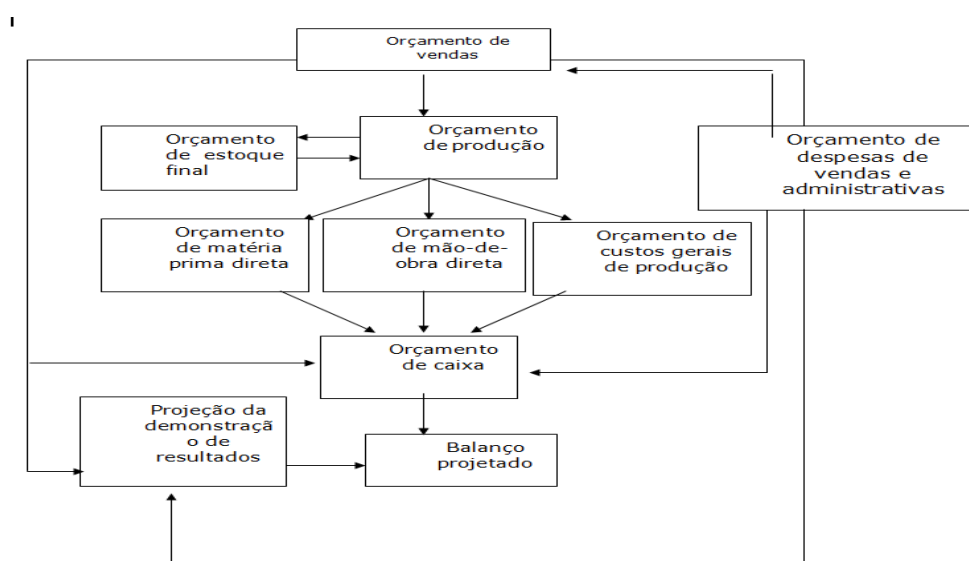 Orçamento de
vendas
Orçamento
de estoque
final
Orçamento
de produção
Orçamento de
despesas de
vendas e
administrativas
Orçamento
de matéria
prima direta
Orçamento
de mão-de-
obra direta
Orçamento de
custos gerais
de produção
Orçamento
de caixa
Projeção da
demonstraçã
o de
resultados
Balanço
projetado